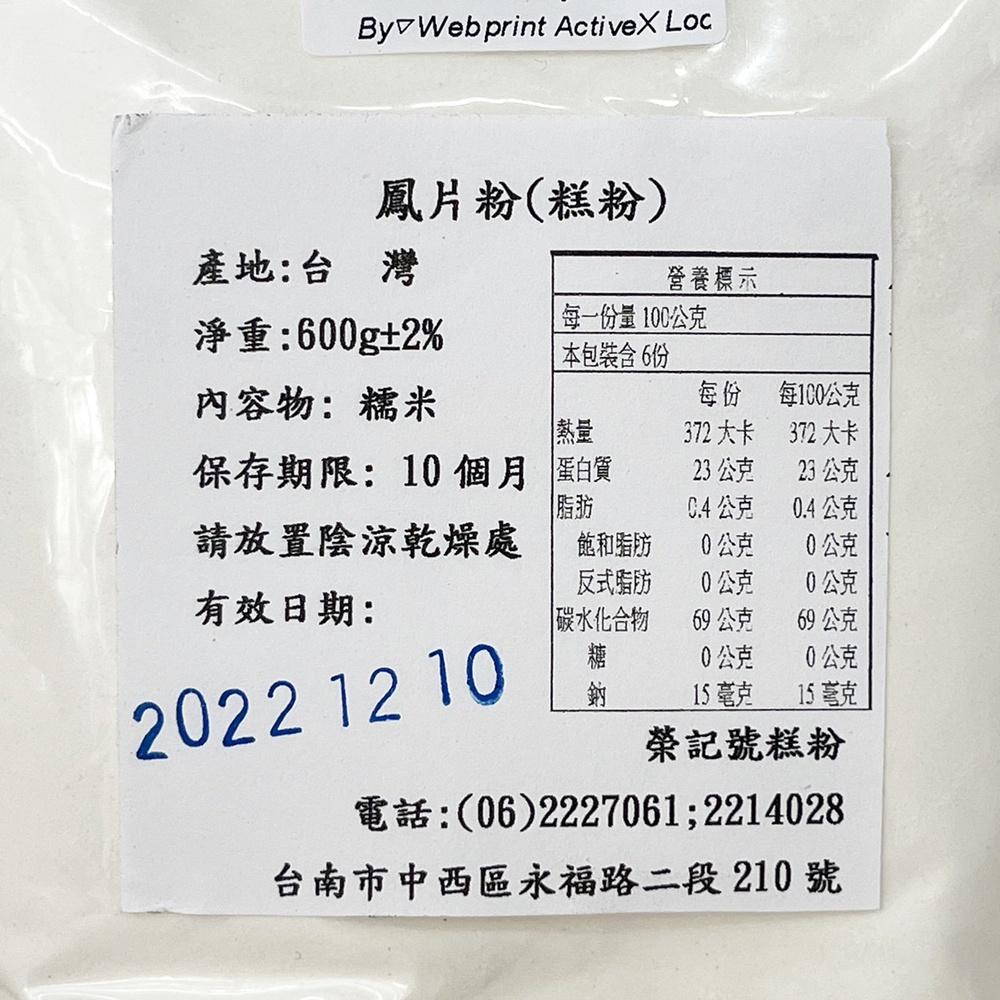 By▽Webprint ActiveX Loc
鳳片粉(糕粉)
產地:台 灣
淨重:600g±2%
內容物: 糯米
保存期限: 10 個月
請放置陰涼乾燥處
有效日期:
2022 12 10
營養標示
每一份量 100公克
本包裝含 6份
每份 每100公克
熱量 372 大卡 372 大卡
蛋白質 23 公克 23 公克
脂肪 0.4 公克 0.4 公克
飽和脂肪 0 公克 0 公克
反式脂肪 0 公克 0 公克
碳水化合物 69 公克 69 公克
糖 0 公克 0 公克
鈉 15 毫克 15 毫克
榮記號糕粉
電話:(06)2227061;2214028
台南市中西區永福路二段 210 號